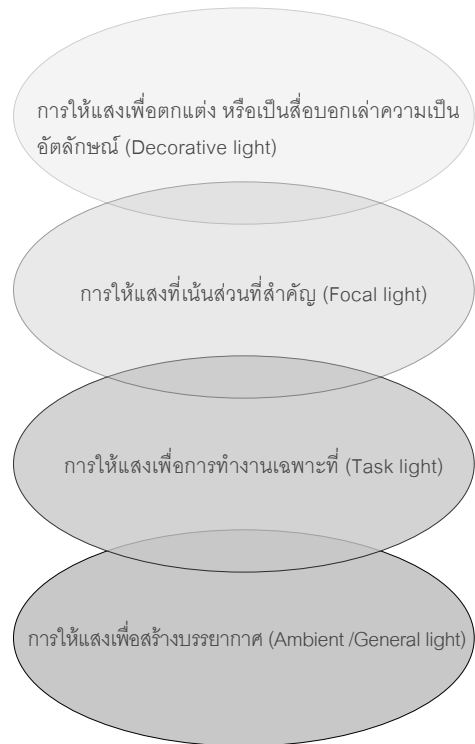 การให้แสงเพื่อตกแต่ง หรือเป็นสื่อบอกเล่าความเป็น
อัตลักษณ์ (Decorative light)
การให้แสงที่เน้นส่วนที่สำคัญ (Focal light)
การให้แสงเพื่อการทำงานเฉพาะที่ (Task light)
การให้แสงเพื่อสร้างบรรยากาศ (Ambient /General light)